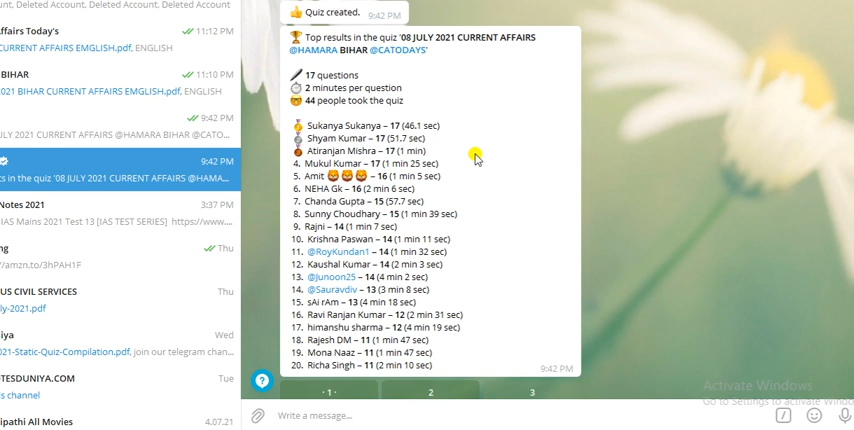 unt, Deleted Account, Deleted Account,
ffairs Today's
11:12 PM
CURRENT AFFAIRS EMGLISH.pdf, ENGLISH
BIHAR
11:10 PM
021 BIHAR CURRENT AFFAIRS EMGLISH.pdf, ENGLISH
9:42 PM
JLY 2021 CURRENT AFFAIRS @HAMARA BIHAR @CATO...
9:42 PM
ts in the quiz '08 JULY 2021 CURRENT AFFAIRS @HAMA...
Notes 2021
3:37 PM
IAS Mains 2021 Test 13 [IAS TEST SERIES] https://www....
ng
Thu
//amzn.to/3hPAH1F
US CIVIL SERVICES
Thu
ly-2021.pdf
iya
Wed
021-Static-Quiz-Compilation.pdf, join our telegram chan...
TESDUNIYA.COM
Tue
s channel
ipathi All Movies
4.07.21
👍 Quiz created.
9:42 PM
🏆 Top results in the quiz '08 JULY 2021 CURRENT AFFAIRS
@HAMARA BIHAR @CATODAYS'
🖊 17 questions
⏱ 2 minutes per question
🤓 44 people took the quiz
🥇 Sukanya Sukanya – 17 (46.1 sec)
🥈 Shyam Kumar – 17 (51.7 sec)
🥉 Atiranjan Mishra – 17 (1 min)
4. Mukul Kumar – 17 (1 min 25 sec)
5. Amit 🦁🦁🦁 – 16 (1 min 5 sec)
6. NEHA Gk – 16 (2 min 6 sec)
7. Chanda Gupta – 15 (57.7 sec)
8. Sunny Choudhary – 15 (1 min 39 sec)
9. Rajni – 14 (1 min 7 sec)
10. Krishna Paswan – 14 (1 min 11 sec)
11. @RoyKundan1 – 14 (1 min 32 sec)
12. Kaushal Kumar – 14 (2 min 3 sec)
13. @Junoon25 – 14 (4 min 2 sec)
14. @Sauravdiv – 13 (3 min 8 sec)
15. sAi rAm – 13 (4 min 18 sec)
16. Ravi Ranjan Kumar – 12 (2 min 31 sec)
17. himanshu sharma – 12 (4 min 19 sec)
18. Rajesh DM – 11 (1 min 47 sec)
19. Mona Naaz – 11 (1 min 47 sec)
20. Richa Singh – 11 (2 min 10 sec)
9:42 PM
· 1 ·
2
3
Activate Windows
Go to Settings to activate Windo
Write a message...